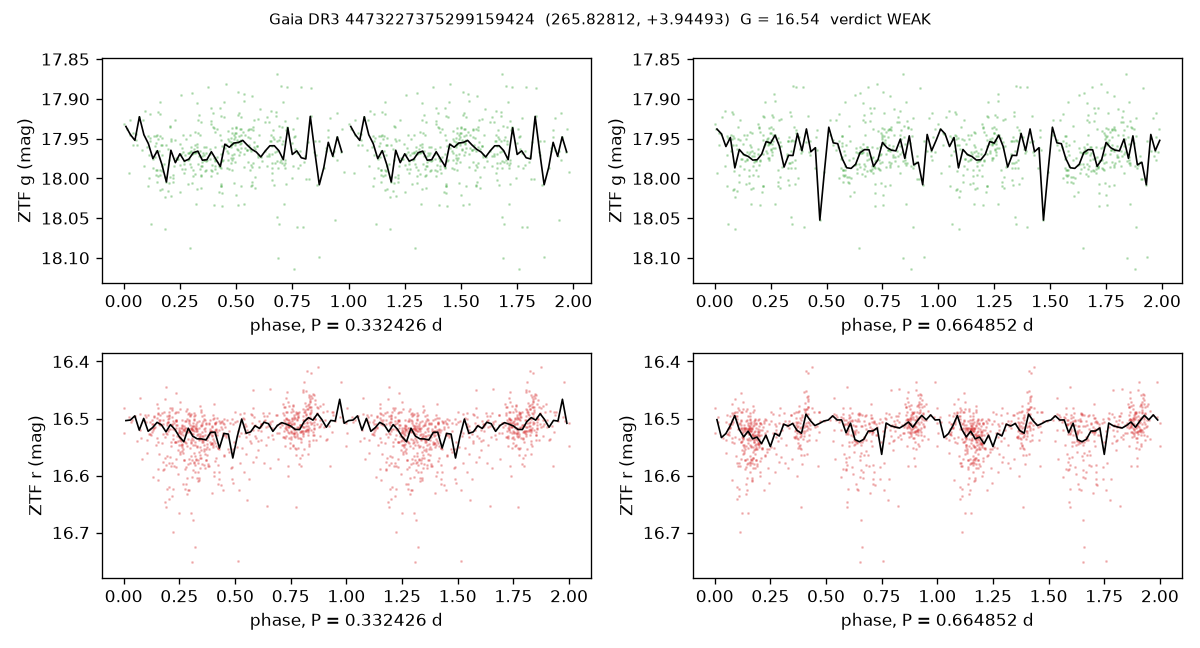 Gaia DR3 4473227375299159424  (265.82812, +3.94493)  G = 16.54  verdict WEAK
ZTF g (mag)
17.85
17.90
17.95
18.00
18.05
18.10
0.00 0.25 0.50 0.75 1.00 1.25 1.50 1.75 2.00
phase, P = 0.332426 d
ZTF g (mag)
17.85
17.90
17.95
18.00
18.05
18.10
0.00 0.25 0.50 0.75 1.00 1.25 1.50 1.75 2.00
phase, P = 0.664852 d
ZTF r (mag)
16.4
16.5
16.6
16.7
0.00 0.25 0.50 0.75 1.00 1.25 1.50 1.75 2.00
phase, P = 0.332426 d
ZTF r (mag)
16.4
16.5
16.6
16.7
0.00 0.25 0.50 0.75 1.00 1.25 1.50 1.75 2.00
phase, P = 0.664852 d